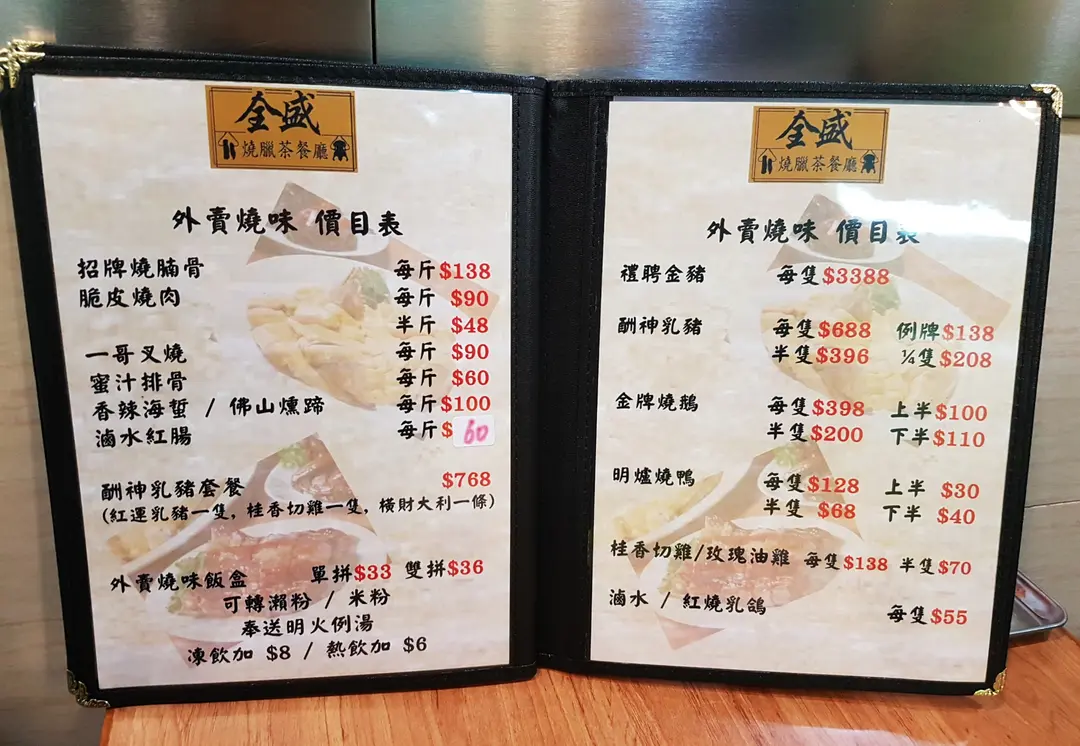 全盛
燒臘茶餐廳
外賣燒味 價目表
招牌燒腩骨 每斤$138
脆皮燒肉 每斤 $90
半斤 $48
一哥叉燒 每斤 $90
蜜汁排骨 每斤 $60
香辣海蜇 / 佛山燻蹄 每斤$100
滷水紅腸 每斤$ 60
酬神乳豬套餐 $768
(紅運乳豬一隻, 桂香切雞一隻, 橫財大利一條)
外賣燒味飯盒 單拼$33 雙拼$36
可轉瀨粉 / 米粉
奉送明火例湯
凍飲加 $8 / 熱飲加 $6
全盛
燒臘茶餐廳
外賣燒味 價目表
禮聘金豬 每隻$3388
酬神乳豬 每隻$688 例牌$138
半隻$396 ¼隻$208
金牌燒鵝 每隻$398 上半$100
半隻$200 下半$110
明爐燒鴨 每隻$128 上半 $30
半隻 $68 下半 $40
桂香切雞/玫瑰油雞 每隻$138 半隻$70
滷水 / 紅燒乳鴿 每隻$55